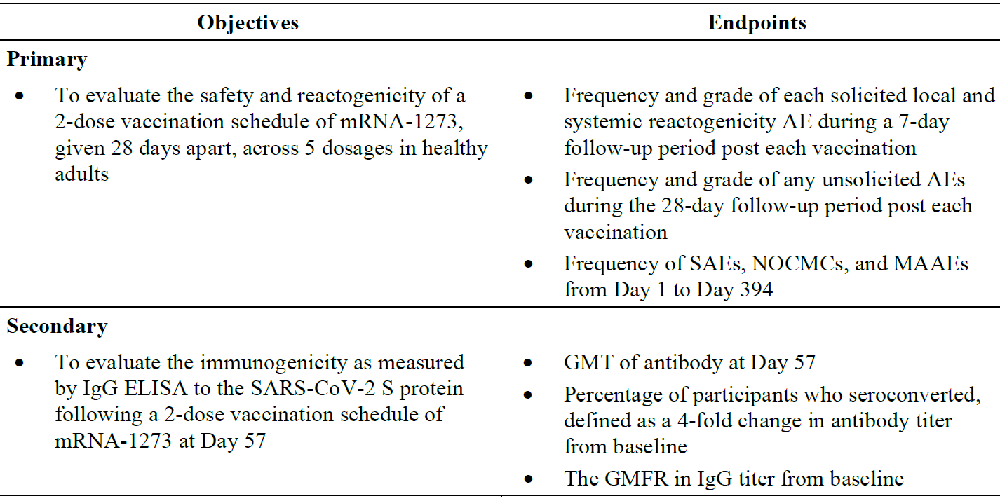 Objectives
Endpoints
Primary
• To evaluate the safety and reactogenicity of a
2-dose vaccination schedule of mRNA-1273,
given 28 days apart, across 5 dosages in healthy
adults
• Frequency and grade of each solicited local and
systemic reactogenicity AE during a 7-day
follow-up period post each vaccination
• Frequency and grade of any unsolicited AEs
during the 28-day follow-up period post each
vaccination
• Frequency of SAEs, NOCMCs, and MAAEs
from Day 1 to Day 394
Secondary
• To evaluate the immunogenicity as measured
by IgG ELISA to the SARS-CoV-2 S protein
following a 2-dose vaccination schedule of
mRNA-1273 at Day 57
• GMT of antibody at Day 57
• Percentage of participants who seroconverted,
defined as a 4-fold change in antibody titer
from baseline
• The GMFR in IgG titer from baseline